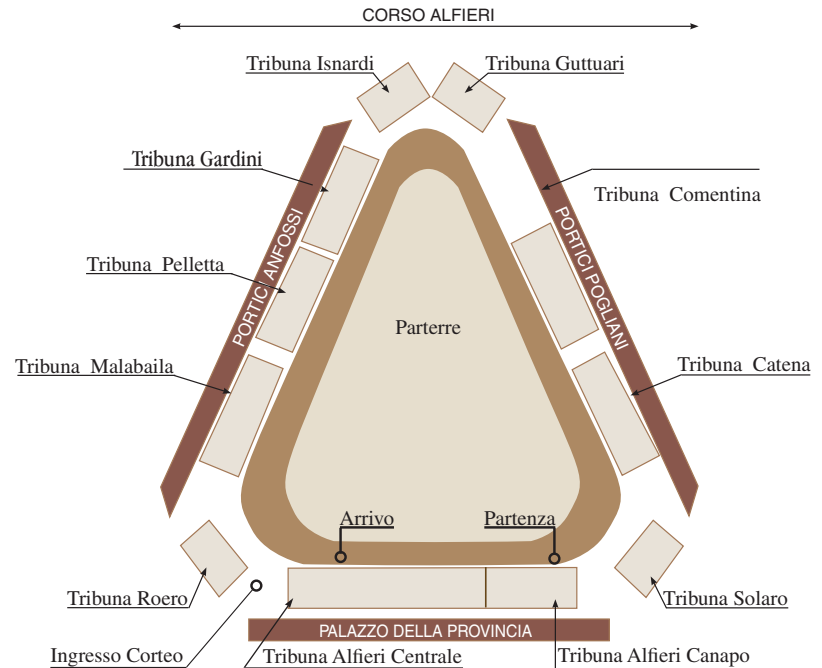 CORSO ALFIERI
Tribuna Isnardi
Tribuna Guttuari
Tribuna Gardini
Tribuna Comentina
PORTICI ANFOSSI
PORTICI POGLIANI
Tribuna Pelletta
Parterre
Tribuna Malabaila
Tribuna Catena
Arrivo
Partenza
Tribuna Roero
Tribuna Solaro
PALAZZO DELLA PROVINCIA
Ingresso Corteo
Tribuna Alfieri Centrale
Tribuna Alfieri Canapo